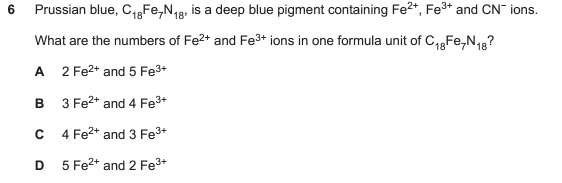 6 Prussian blue, C₁₈Fe₇N₁₈, is a deep blue pigment containing Fe²⁺, Fe³⁺ and CN⁻ ions.
What are the numbers of Fe²⁺ and Fe³⁺ ions in one formula unit of C₁₈Fe₇N₁₈?
A 2 Fe²⁺ and 5 Fe³⁺
B 3 Fe²⁺ and 4 Fe³⁺
C 4 Fe²⁺ and 3 Fe³⁺
D 5 Fe²⁺ and 2 Fe³⁺